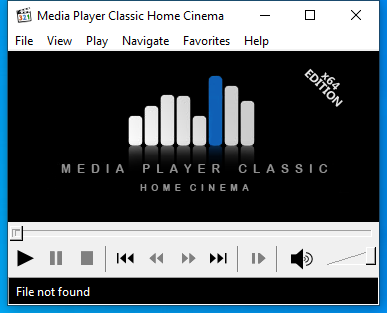 Media Player Classic Home Cinema
File View Play Navigate Favorites Help
x64
EDITION
MEDIA PLAYER CLASSIC
HOME CINEMA
File not found